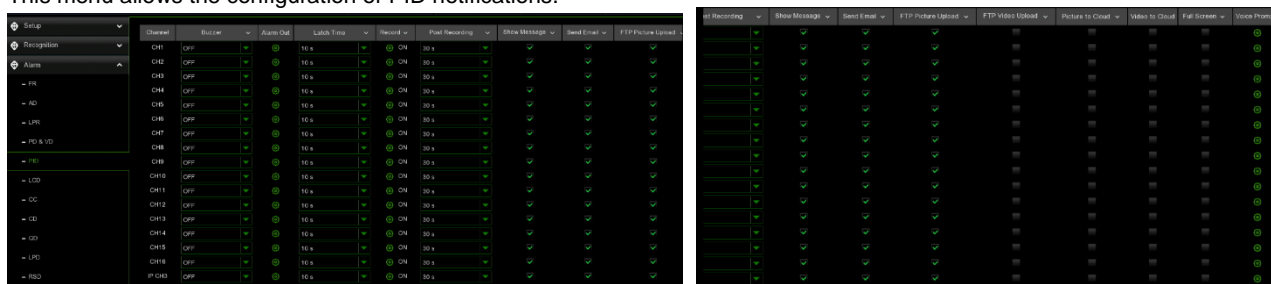 This menu allows the configuration of PID notifications.
Setup
Recognition
Alarm
FR
AD
LPR
PD & VD
PID
LCD
CC
CD
QD
LPD
RSD
Channel Buzzer Alarm Out Latch Time Record Post Recording Show Message Send Email FTP Picture Upload
CH1 OFF 10 s ON 30 s
CH2 OFF 10 s ON 30 s
CH3 OFF 10 s ON 30 s
CH4 OFF 10 s ON 30 s
CH5 OFF 10 s ON 30 s
CH6 OFF 10 s ON 30 s
CH7 OFF 10 s ON 30 s
CH8 OFF 10 s ON 30 s
CH9 OFF 10 s ON 30 s
CH10 OFF 10 s ON 30 s
CH11 OFF 10 s ON 30 s
CH12 OFF 10 s ON 30 s
CH13 OFF 10 s ON 30 s
CH14 OFF 10 s ON 30 s
CH15 OFF 10 s ON 30 s
CH16 OFF 10 s ON 30 s
IP CH3 OFF 10 s ON 30 s
st Recording Show Message Send Email FTP Picture Upload FTP Video Upload Picture to Cloud Video to Cloud Full Screen Voice Prom